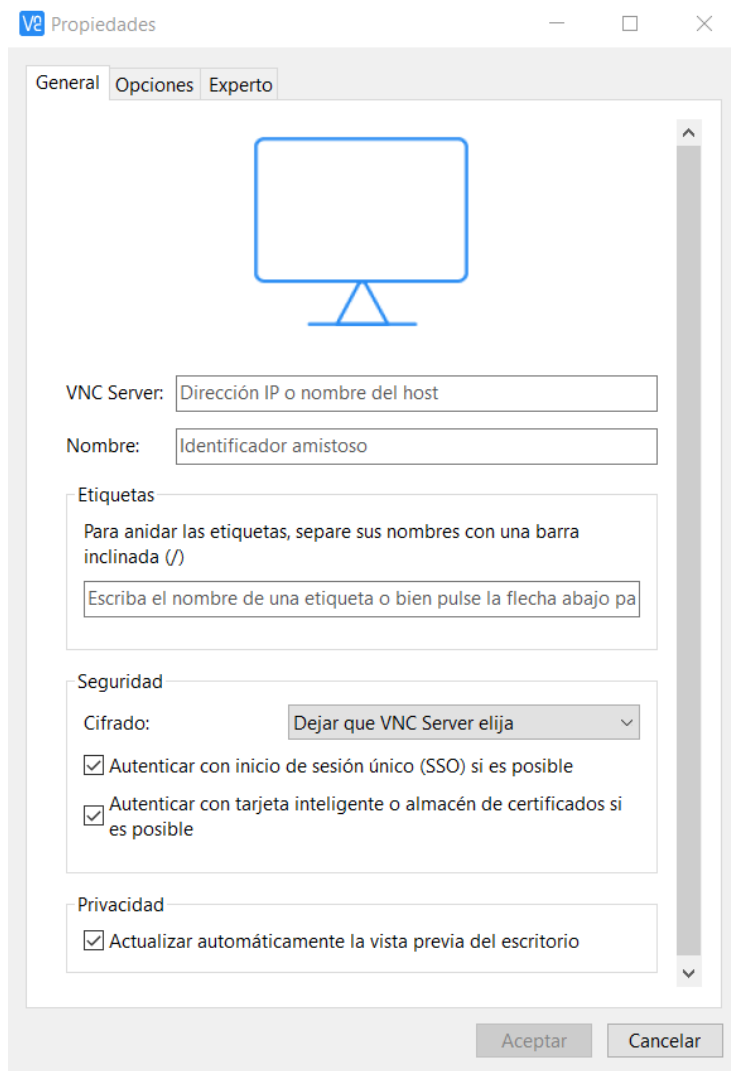 V2 Propiedades
General Opciones Experto
VNC Server: Dirección IP o nombre del host
Nombre: Identificador amistoso
Etiquetas
Para anidar las etiquetas, separe sus nombres con una barra
inclinada (/)
Escriba el nombre de una etiqueta o bien pulse la flecha abajo pa
Seguridad
Cifrado: Dejar que VNC Server elija
Autenticar con inicio de sesión único (SSO) si es posible
Autenticar con tarjeta inteligente o almacén de certificados si
es posible
Privacidad
Actualizar automáticamente la vista previa del escritorio
Aceptar Cancelar